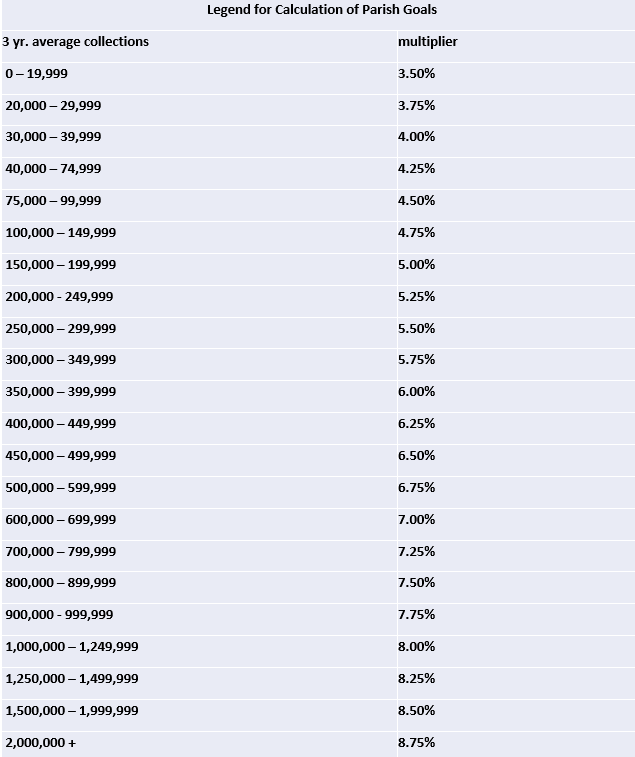 Legend for Calculation of Parish Goals
3 yr. average collections multiplier
0 – 19,999 3.50%
20,000 – 29,999 3.75%
30,000 – 39,999 4.00%
40,000 – 74,999 4.25%
75,000 – 99,999 4.50%
100,000 – 149,999 4.75%
150,000 – 199,999 5.00%
200,000 - 249,999 5.25%
250,000 – 299,999 5.50%
300,000 – 349,999 5.75%
350,000 – 399,999 6.00%
400,000 – 449,999 6.25%
450,000 – 499,999 6.50%
500,000 – 599,999 6.75%
600,000 – 699,999 7.00%
700,000 – 799,999 7.25%
800,000 – 899,999 7.50%
900,000 - 999,999 7.75%
1,000,000 – 1,249,999 8.00%
1,250,000 – 1,499,999 8.25%
1,500,000 – 1,999,999 8.50%
2,000,000 + 8.75%